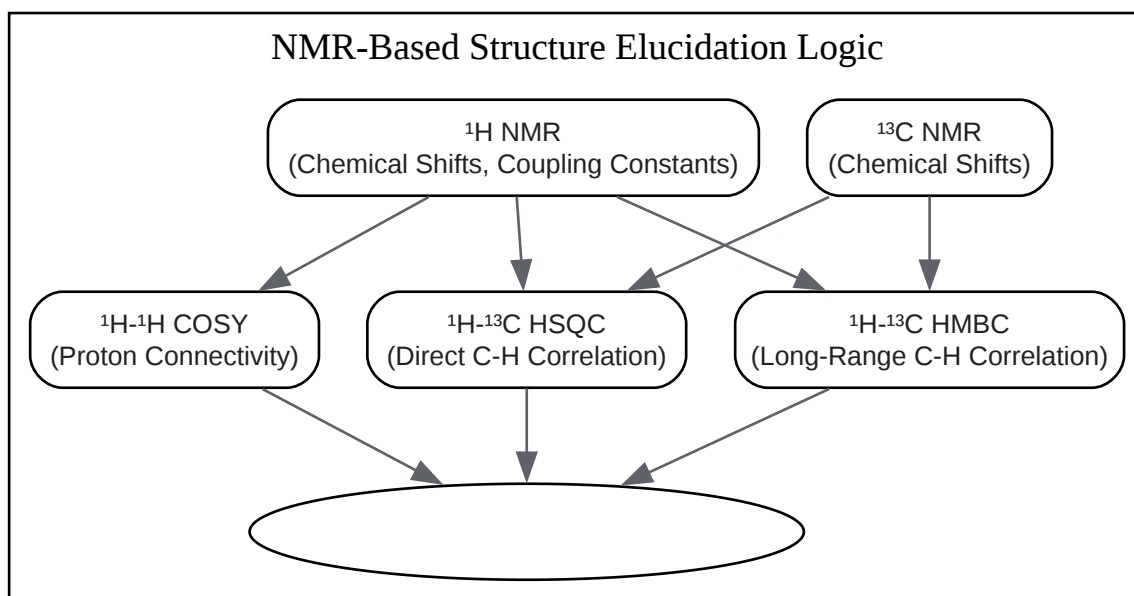 NMR-Based Structure Elucidation Logic
¹H NMR
(Chemical Shifts, Coupling Constants)
¹³C NMR
(Chemical Shifts)
¹H-¹H COSY
(Proton Connectivity)
¹H-¹³C HSQC
(Direct C-H Correlation)
¹H-¹³C HMBC
(Long-Range C-H Correlation)